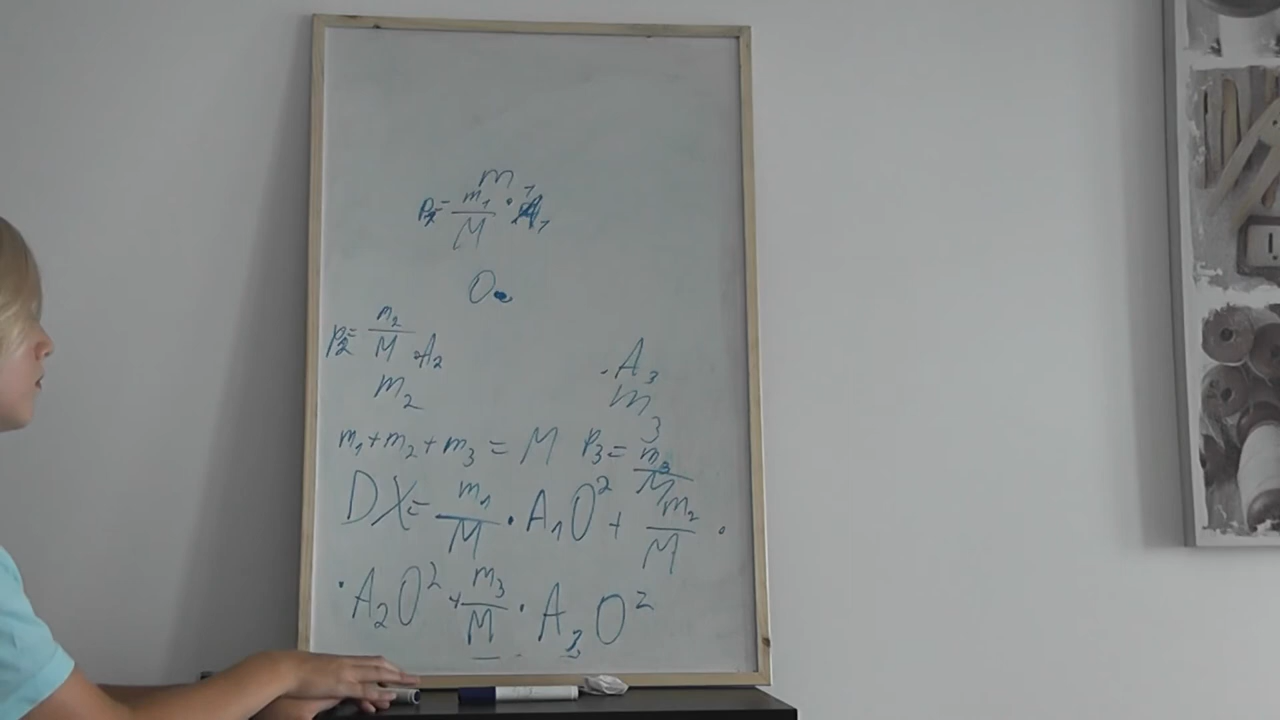 m
P₁= m₁/M · A₁
O
P₂= m₂/M · A₂
m₂
· A₃
m₃
m₁+m₂+m₃ = M P₃= m₃/M
DX= m₁/M · A₁O² + m₂/M ·
· A₂O² + m₃/M · A₃O²